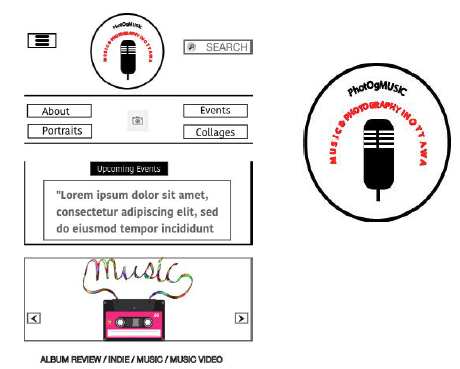 PhotOgMUSIC
MUSIC & PHOTOGRAPHY IN OTTAWA
SEARCH
About
Events
Portraits
Collages
Upcoming Events
"Lorem ipsum dolor sit amet,
consectetur adipiscing elit, sed
do eiusmod tempor incididunt
Music
ALBUM REVIEW / INDIE / MUSIC / MUSIC VIDEO
PhotOgMUSIC
MUSIC & PHOTOGRAPHY IN OTTAWA